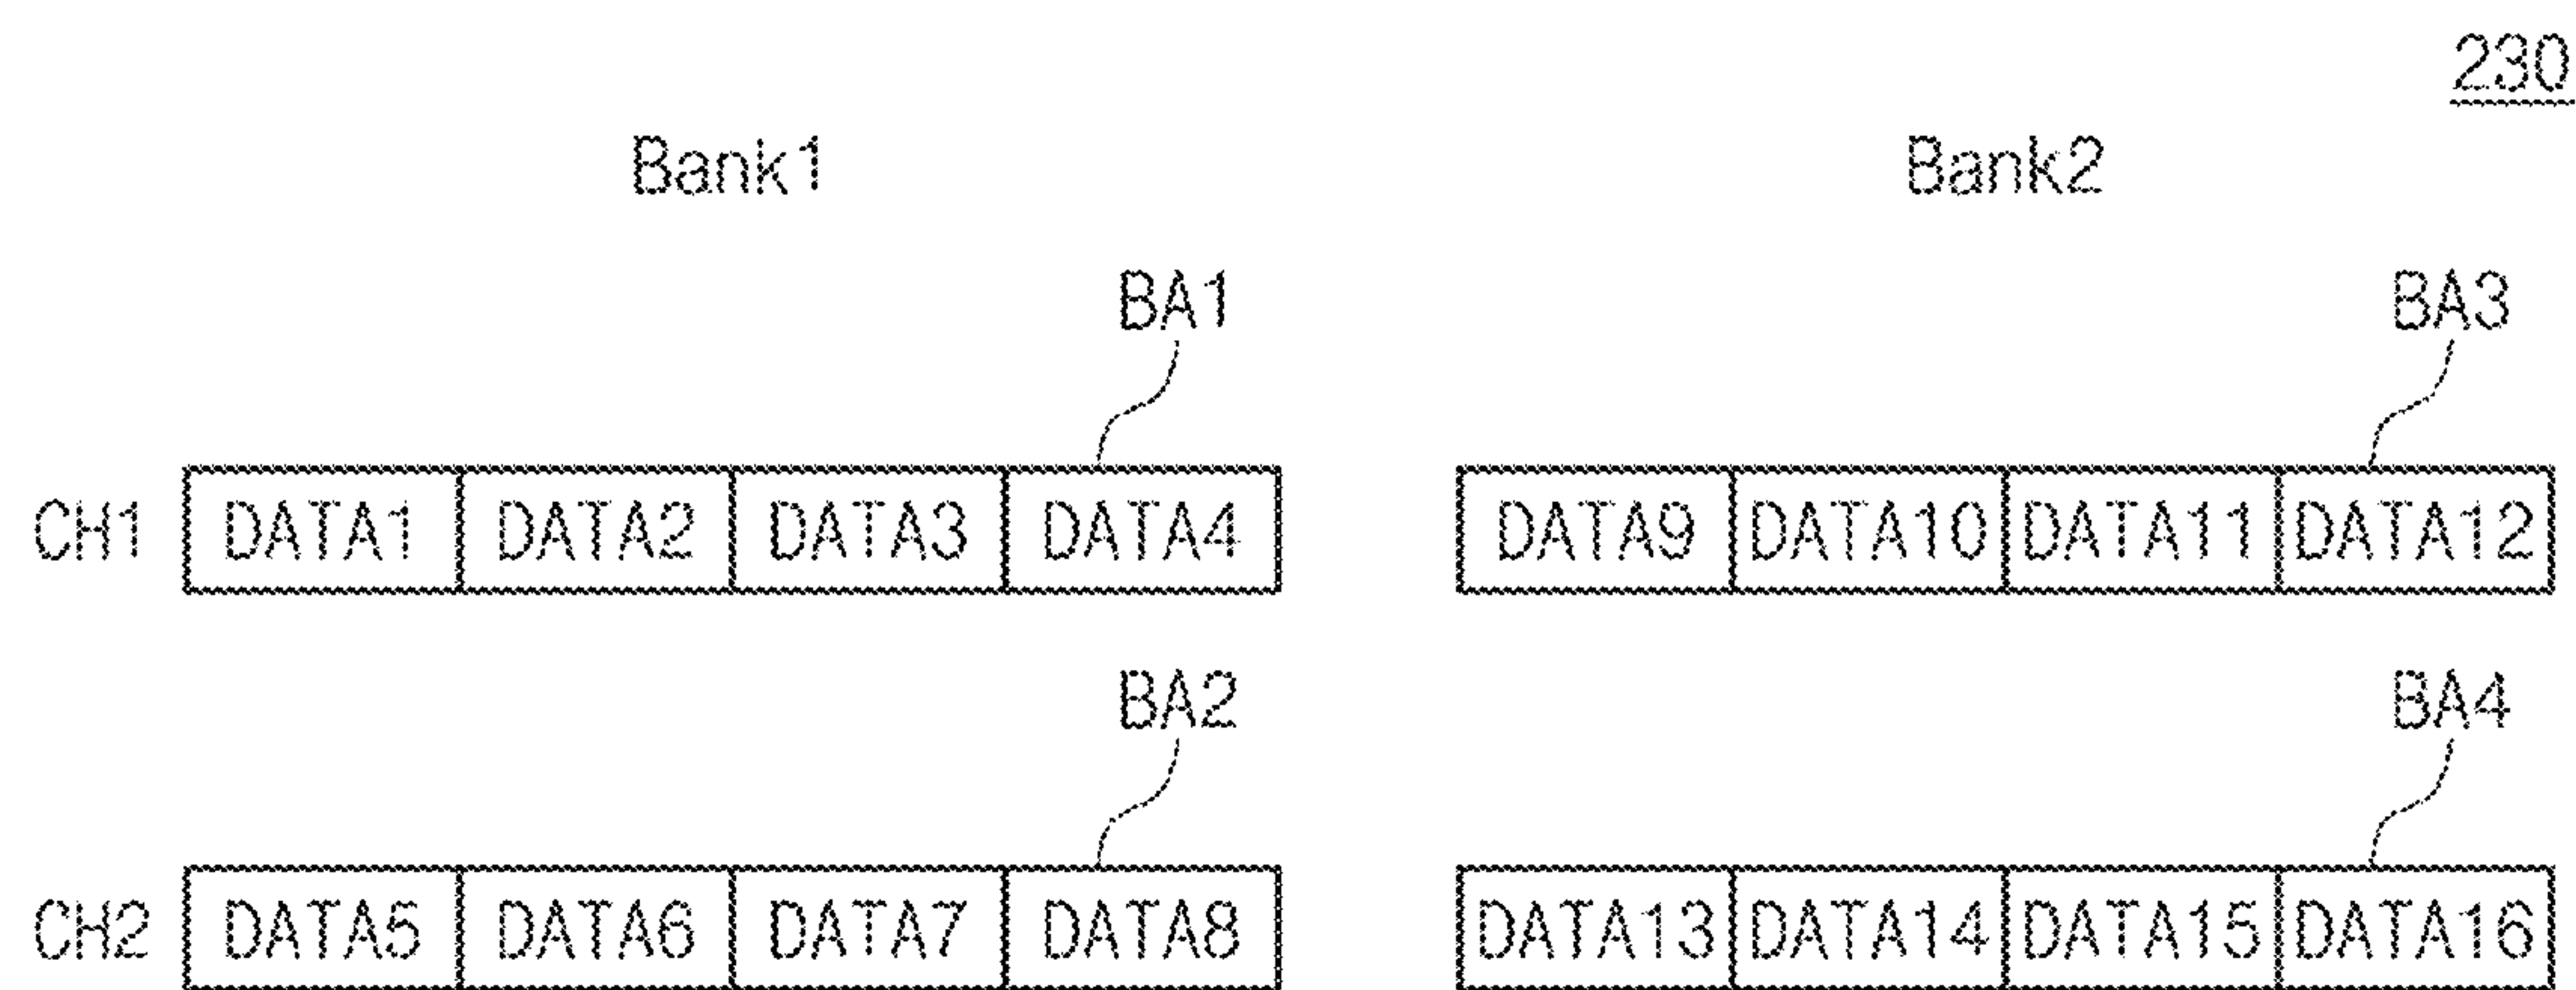 230
Bank1 Bank2
BA1 BA3
CH1 DATA1 DATA2 DATA3 DATA4 DATA9 DATA10 DATA11 DATA12
BA2 BA4
CH2 DATA5 DATA6 DATA7 DATA8 DATA13 DATA14 DATA15 DATA16